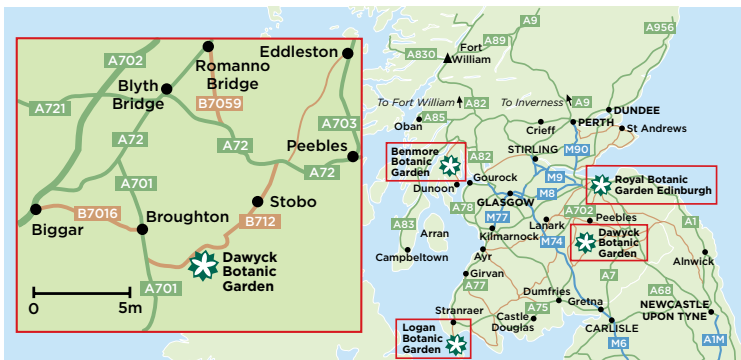 A702
Eddleston
Romanno
Bridge
Blyth
Bridge
A721
B7059
A703
A72
A72
Peebles
A72
A701
B7016
Stobo
Broughton
B712
Biggar
Dawyck
Botanic
Garden
A701
0
5m
A9
A956
A89
A830
Fort
William
To Fort William
A82
To Inverness
A9
DUNDEE
Oban
A85
Crieff
PERTH
St Andrews
Benmore
Botanic
Garden
A82
STIRLING
M90
Royal Botanic
Garden Edinburgh
Dunoon
Gourock
M9
M8
GLASGOW
A78
M77
A702
Peebles
Lanark
A83
Arran
Kilmarnock
M74
Dawyck
Botanic
Garden
A1
Campbeltown
Ayr
A7
Alnwick
Girvan
A77
A68
Dumfries
Gretna
NEWCASTLE
UPON TYNE
Stranraer
A75
Castle
Douglas
CARLISLE
Logan
Botanic
Garden
M6
A1M